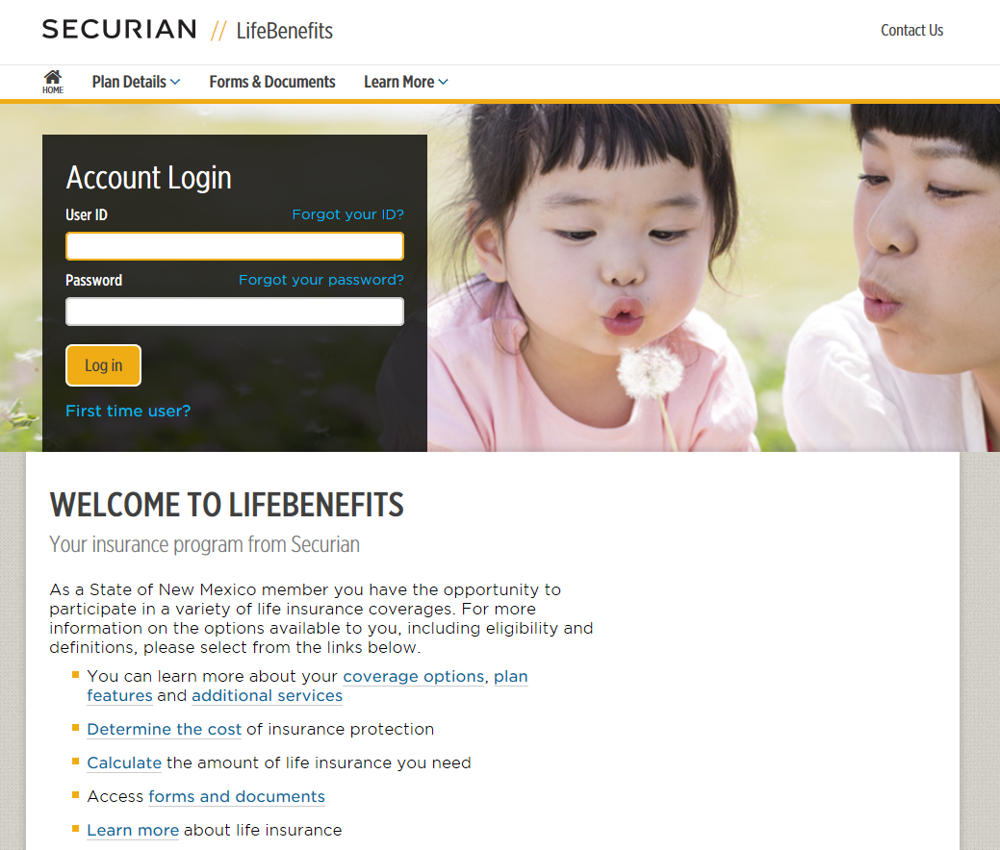 SECURIAN // LifeBenefits
Contact Us
HOME
Plan Details
Forms & Documents
Learn More
Account Login
User ID
Forgot your ID?
Password
Forgot your password?
Log in
First time user?
WELCOME TO LIFEBENEFITS
Your insurance program from Securian
As a State of New Mexico member you have the opportunity to
participate in a variety of life insurance coverages. For more
information on the options available to you, including eligibility and
definitions, please select from the links below.
You can learn more about your coverage options, plan
features and additional services
Determine the cost of insurance protection
Calculate the amount of life insurance you need
Access forms and documents
Learn more about life insurance